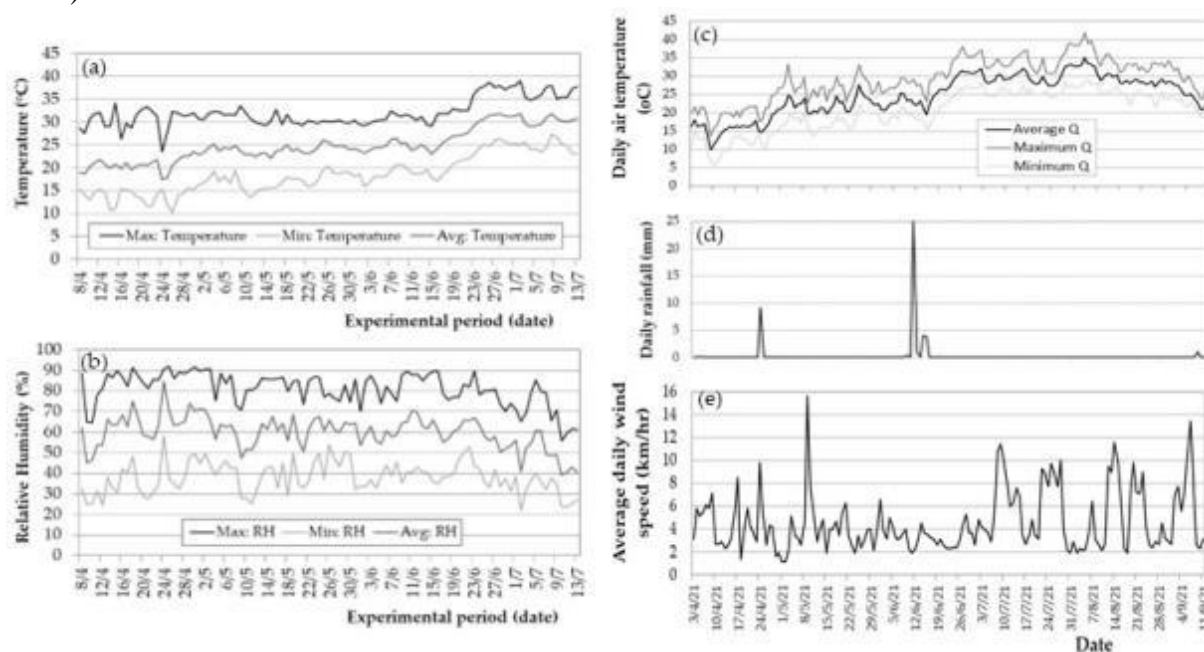 (a)
Temperature (°C)
45
40
35
30
25
20
15
10
5
0
Max: Temperature Min: Temperature Avg: Temperature
8/4 12/4 16/4 20/4 24/4 28/4 2/5 6/5 10/5 14/5 18/5 22/5 26/5 30/5 3/6 7/6 11/6 15/6 19/6 23/6 27/6 1/7 5/7 9/7 13/7
Experimental period (date)
(b)
Relative Humidity (%)
100
90
80
70
60
50
40
30
20
10
0
Max: RH Min: RH Avg: RH
8/4 12/4 16/4 20/4 24/4 28/4 2/5 6/5 10/5 14/5 18/5 22/5 26/5 30/5 3/6 7/6 11/6 15/6 19/6 23/6 27/6 1/7 5/7 9/7 13/7
Experimental period (date)
(c)
Daily air temperature
(oC)
45
40
35
30
25
20
15
10
5
0
Average Q
Maximum Q
Minimum Q
(d)
Daily rainfall (mm)
25
20
15
10
5
0
(e)
Average daily wind
speed (km/hr)
16
14
12
10
8
6
4
2
0
3/4/21 10/4/21 17/4/21 24/4/21 1/5/21 8/5/21 15/5/21 22/5/21 29/5/21 5/6/21 12/6/21 19/6/21 26/6/21 3/7/21 10/7/21 17/7/21 24/7/21 31/7/21 7/8/21 14/8/21 21/8/21 28/8/21 4/9/21
Date